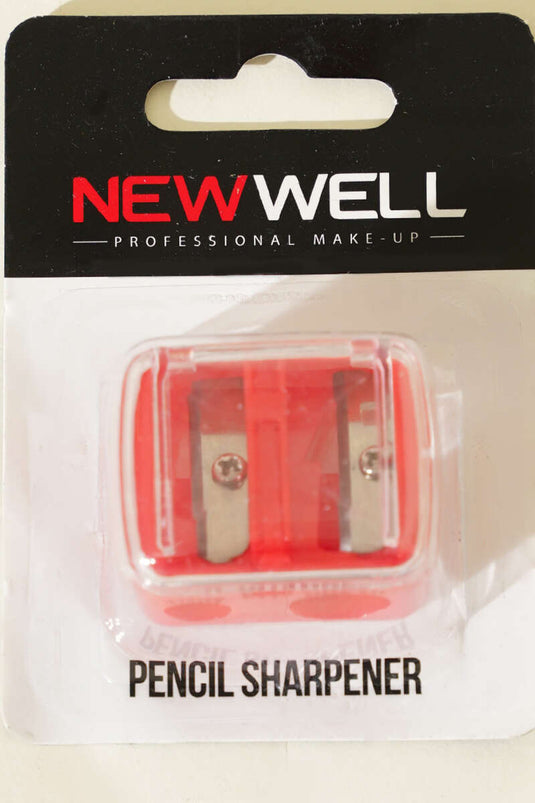 NEWWELL
PROFESSIONAL MAKE-UP
PENCIL SHARPENER